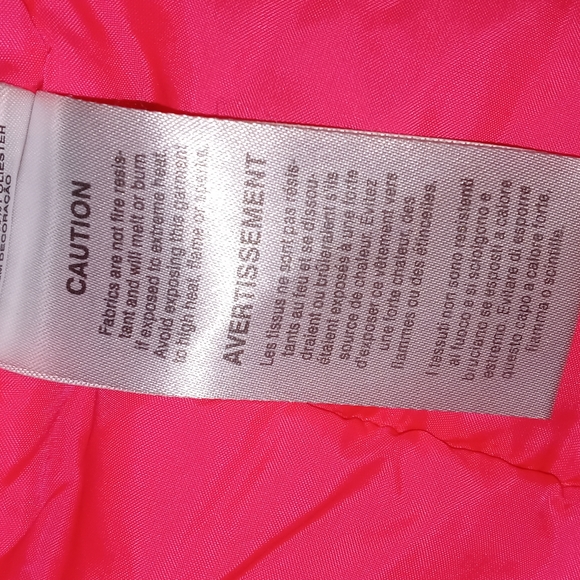 POLIESTER
DECORAÇÃO
CAUTION
Fabrics are not fire resis-
tant and will melt or burn
if exposed to extreme heat.
Avoid exposing this garment
to high heat, flame or sparks.
AVERTISSEMENT
Les tissus ne sont pas résis-
tants au feu et se dissou-
draient ou brûleraient s'ils
étaient exposés à une forte
source de chaleur. Évitez
d'exposer ce vêtement vers
une forte chaleur, des
flammes ou des étincelles.
I tessuti non sono resistenti
al fuoco e si sciolgono e
bruciano se esposti a calore
estremo. Evitare di esporre
questo capo a calore forte,
fiamma o scintille.